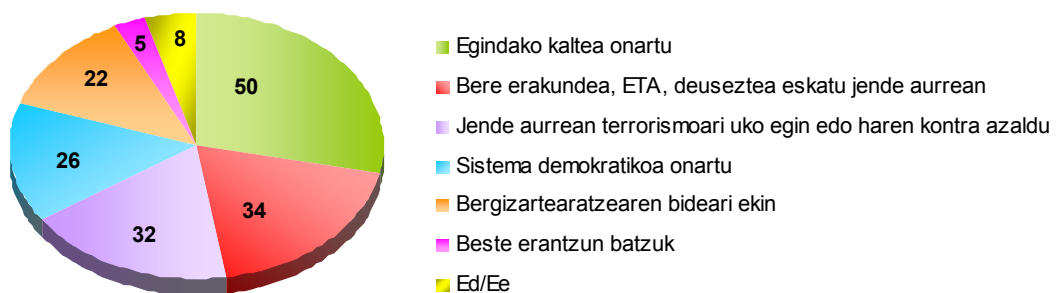 5
8
22
50
26
34
32
Egindako kaltea onartu
Bere erakundea, ETA, deuseztea eskatu jende aurrean
Jende aurrean terrorismoari uko egin edo haren kontra azaldu
Sistema demokratikoa onartu
Bergizartearatzearen bideari ekin
Beste erantzun batzuk
Ed/Ee